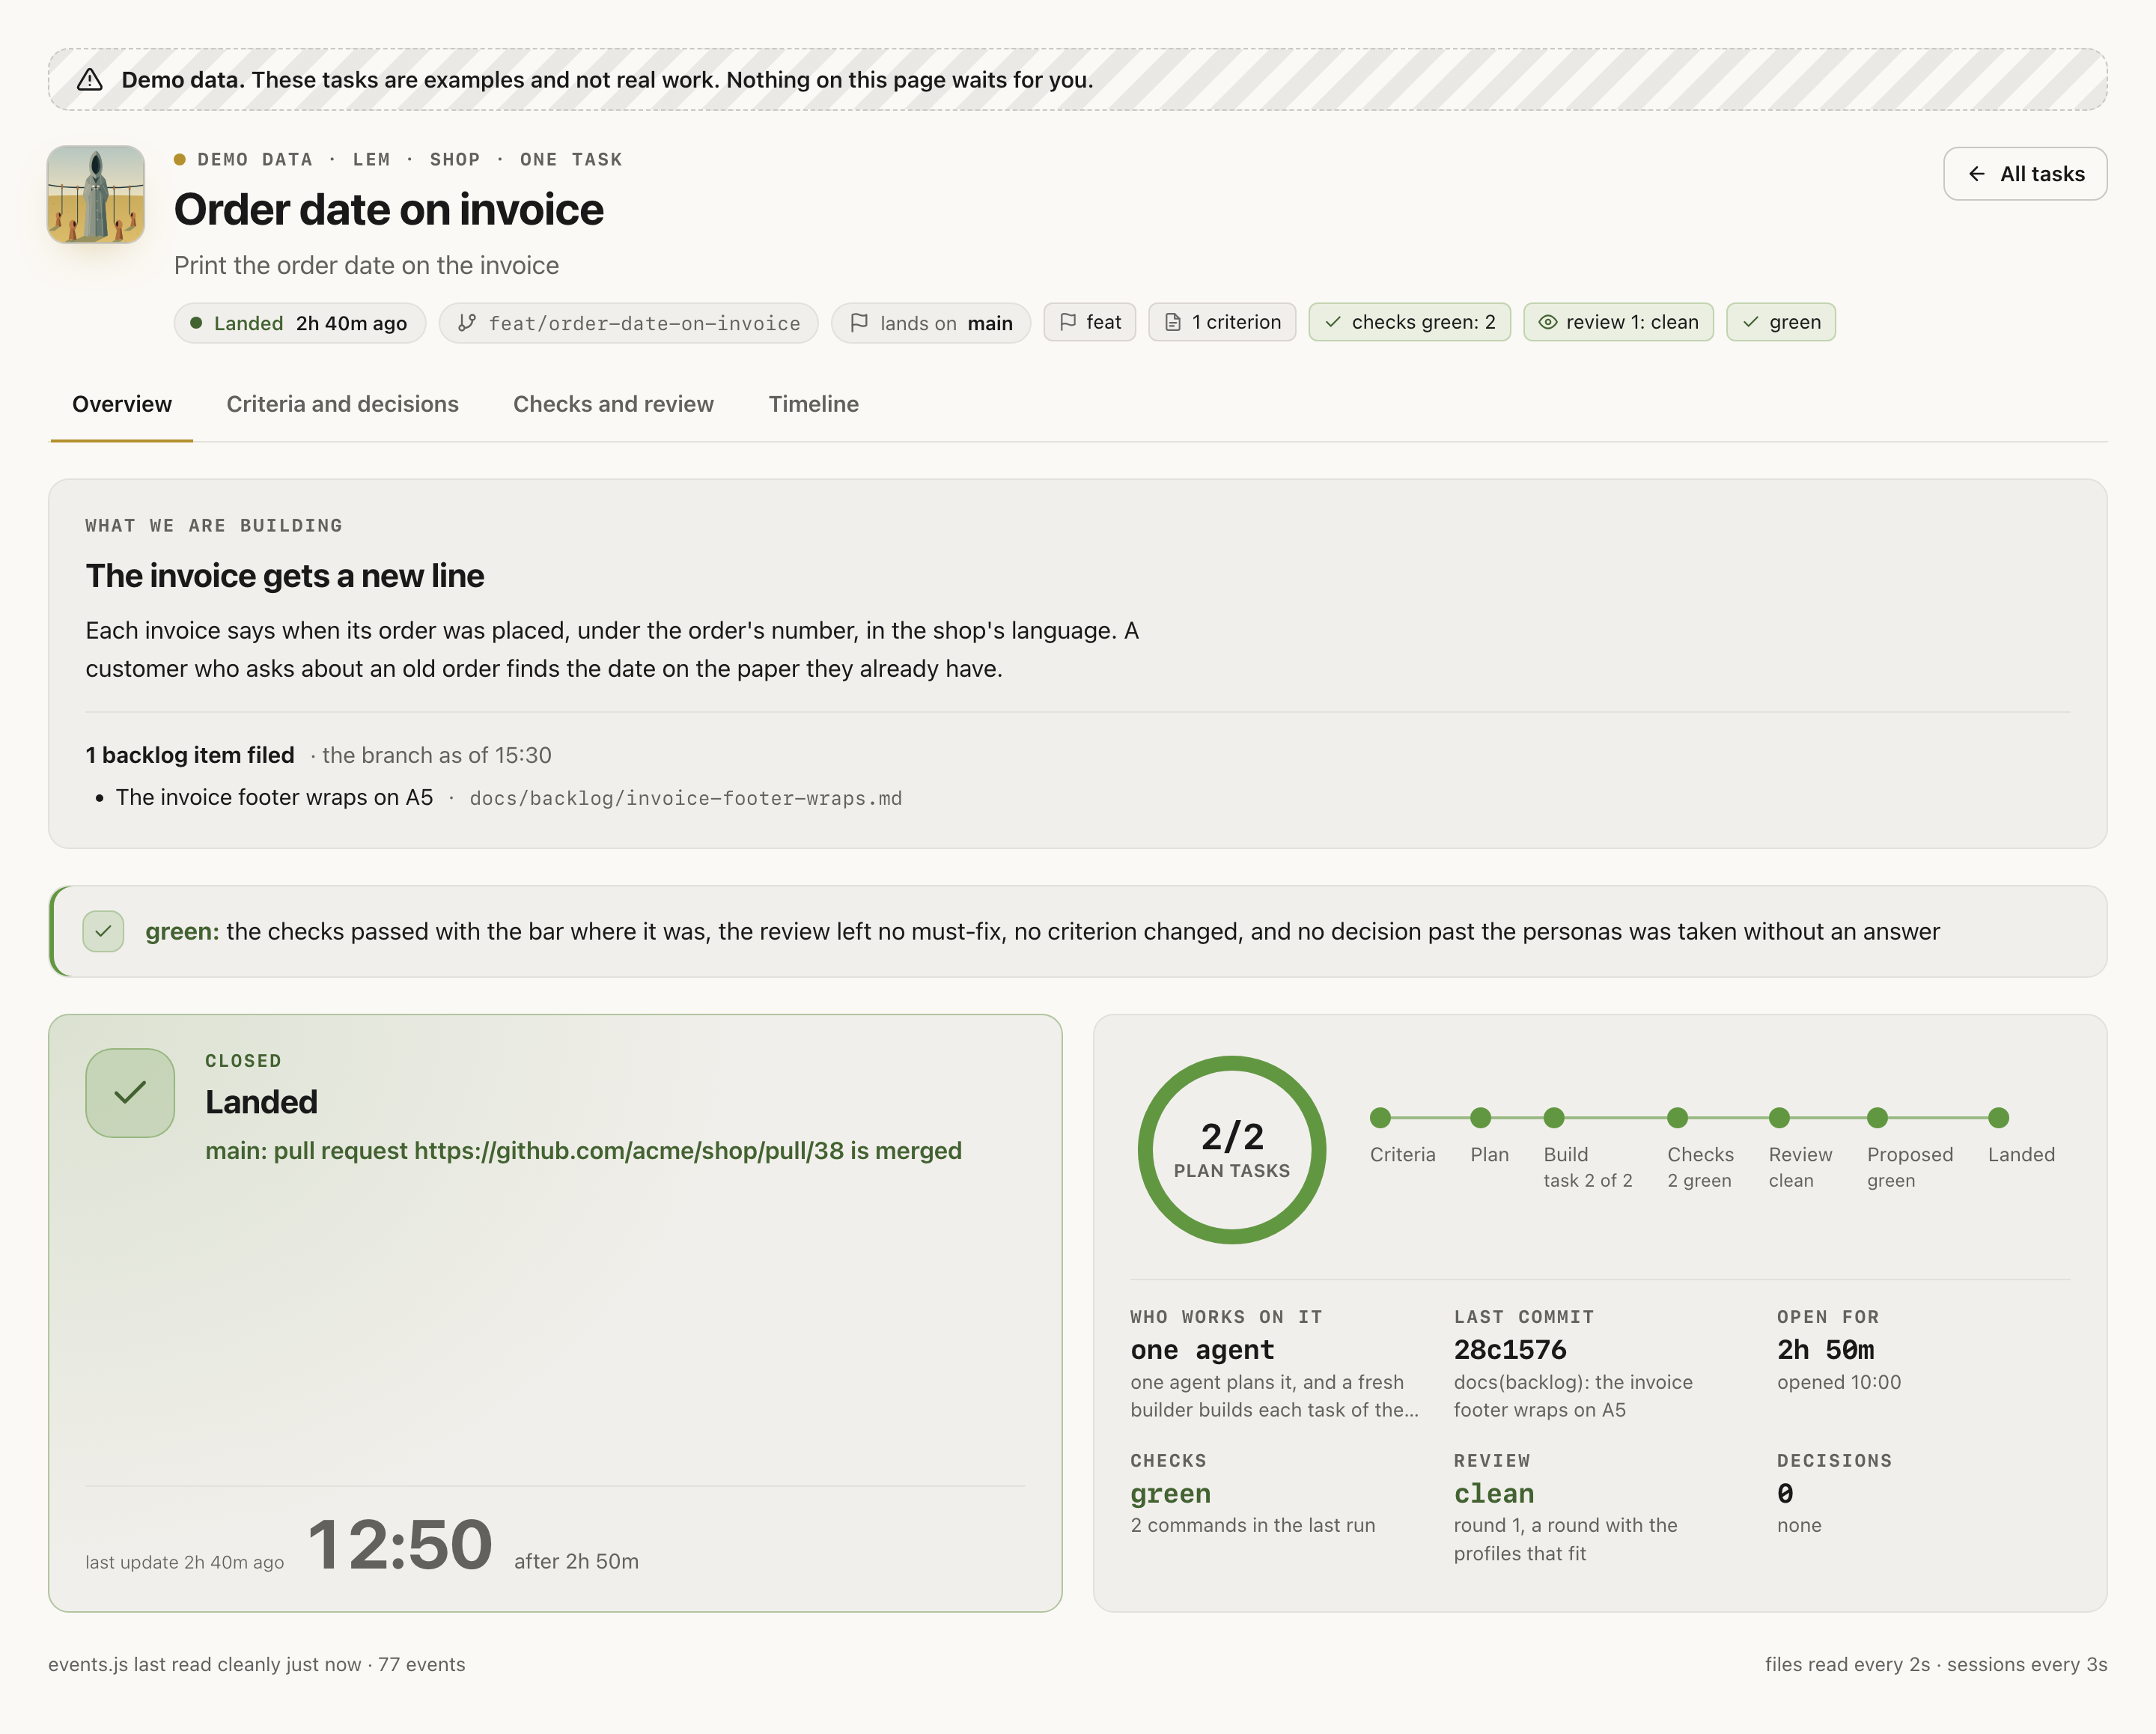 Demo data. These tasks are examples and not real work. Nothing on this page waits for you.
DEMO DATA · LEM · SHOP · ONE TASK
All tasks
Order date on invoice
Print the order date on the invoice
Landed 2h 40m ago
feat/order-date-on-invoice
lands on main
feat
1 criterion
checks green: 2
review 1: clean
green
Overview
Criteria and decisions
Checks and review
Timeline
WHAT WE ARE BUILDING
The invoice gets a new line
Each invoice says when its order was placed, under the order's number, in the shop's language. A
customer who asks about an old order finds the date on the paper they already have.
1 backlog item filed · the branch as of 15:30
• The invoice footer wraps on A5 · docs/backlog/invoice-footer-wraps.md
green: the checks passed with the bar where it was, the review left no must-fix, no criterion changed, and no decision past the personas was taken without an answer
CLOSED
Landed
main: pull request https://github.com/acme/shop/pull/38 is merged
last update 2h 40m ago 12:50 after 2h 50m
2/2
PLAN TASKS
Criteria
Plan
Build
task 2 of 2
Checks
2 green
Review
clean
Proposed
green
Landed
WHO WORKS ON IT
one agent
one agent plans it, and a fresh
builder builds each task of the...
LAST COMMIT
28c1576
docs(backlog): the invoice
footer wraps on A5
OPEN FOR
2h 50m
opened 10:00
CHECKS
green
2 commands in the last run
REVIEW
clean
round 1, a round with the
profiles that fit
DECISIONS
0
none
events.js last read cleanly just now · 77 events
files read every 2s · sessions every 3s